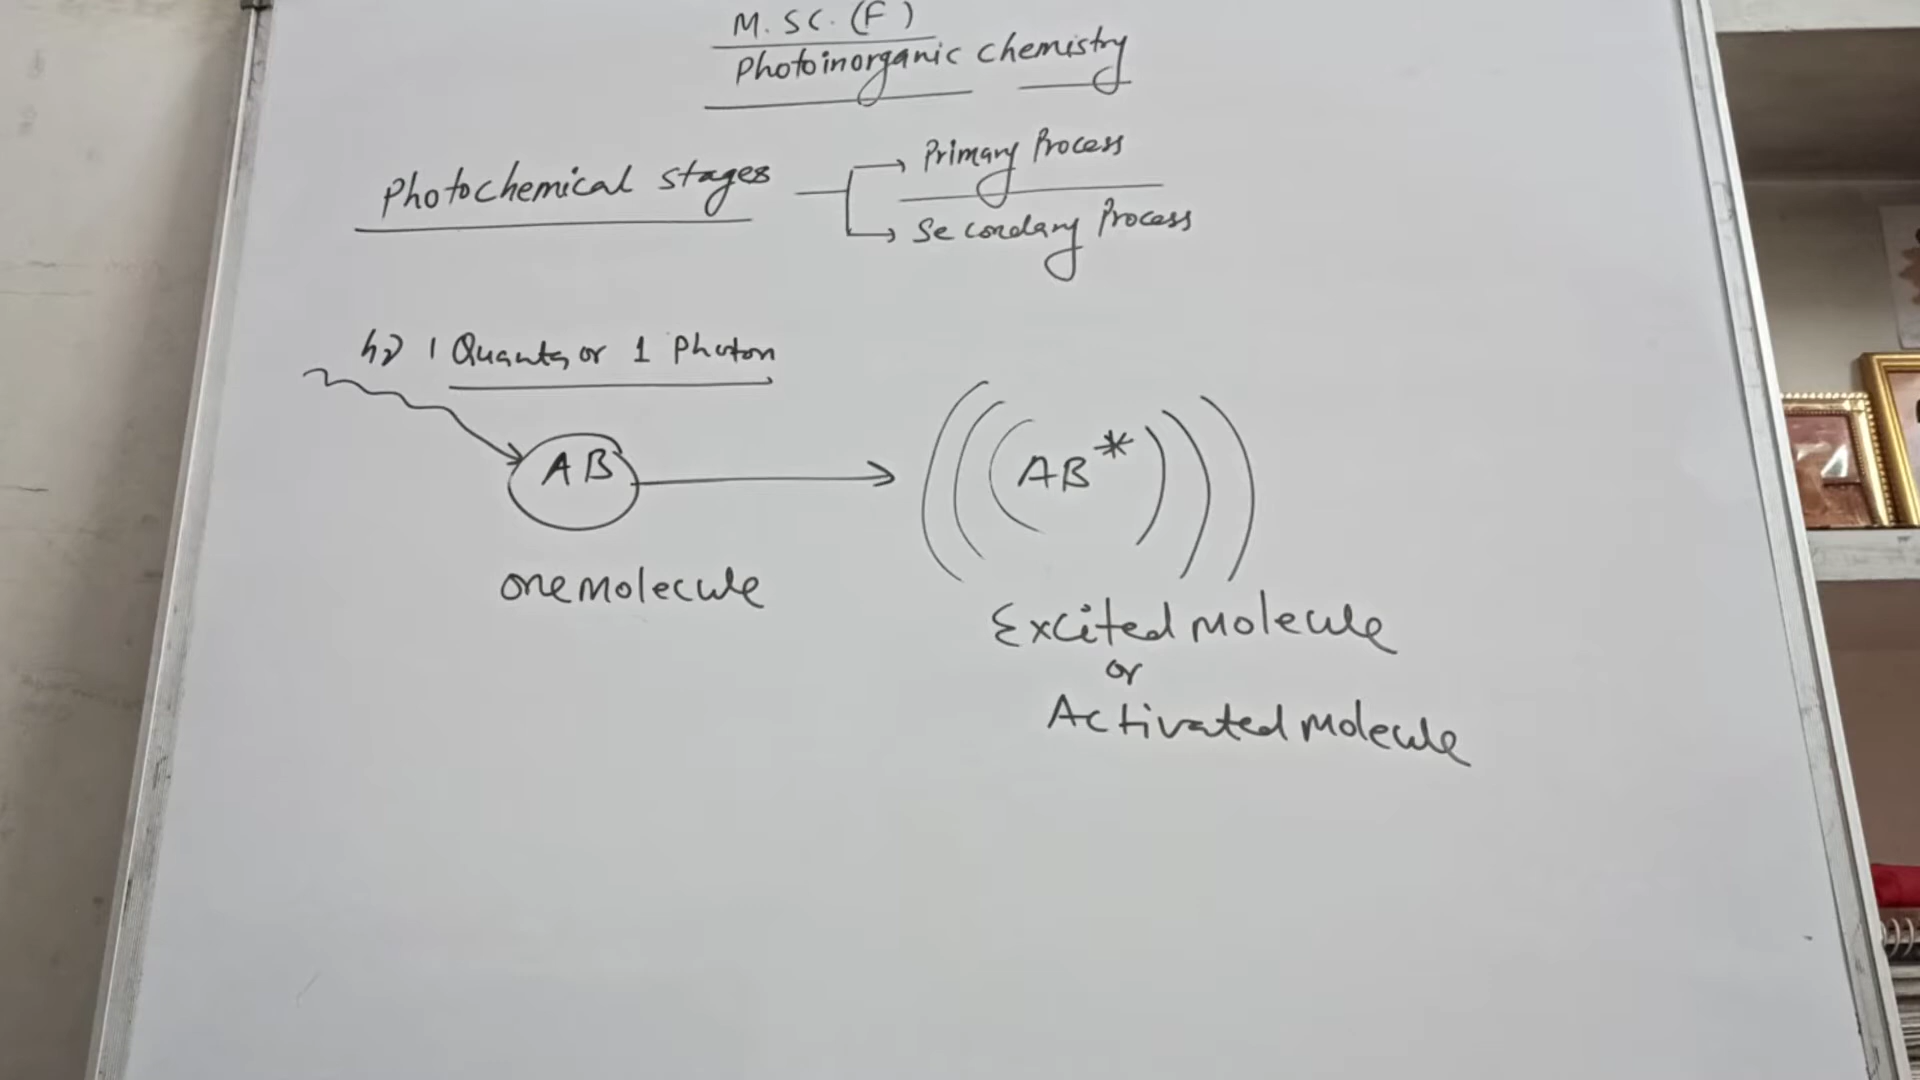 M.SC. (F)
Photoinorganic chemistry
Photochemical stages
Primary Process
Secondary Process
hν 1 Quanta or 1 Photon
AB
AB*
one molecule
Excited molecule
or
Activated molecule